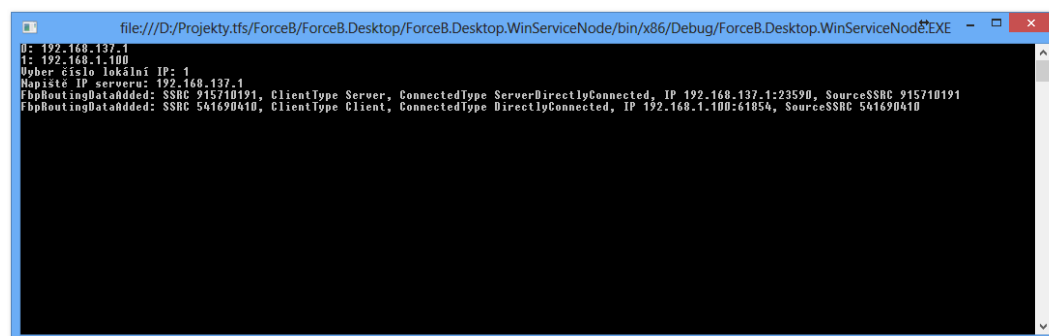 file:///D:/Projekty.tfs/ForceB/ForceB.Desktop/ForceB.Desktop.WinServiceNode/bin/x86/Debug/ForceB.Desktop.WinServiceNode.EXE
0: 192.168.137.1
1: 192.168.1.100
Vyber číslo lokální IP: 1
Napiště IP serveru: 192.168.137.1
FbpRoutingDataAdded: SSRC 915710191, ClientType Server, ConnectedType ServerDirectlyConnected, IP 192.168.137.1:23590, SourceSSRC 915710191
FbpRoutingDataAdded: SSRC 541690410, ClientType Client, ConnectedType DirectlyConnected, IP 192.168.1.100:61854, SourceSSRC 541690410